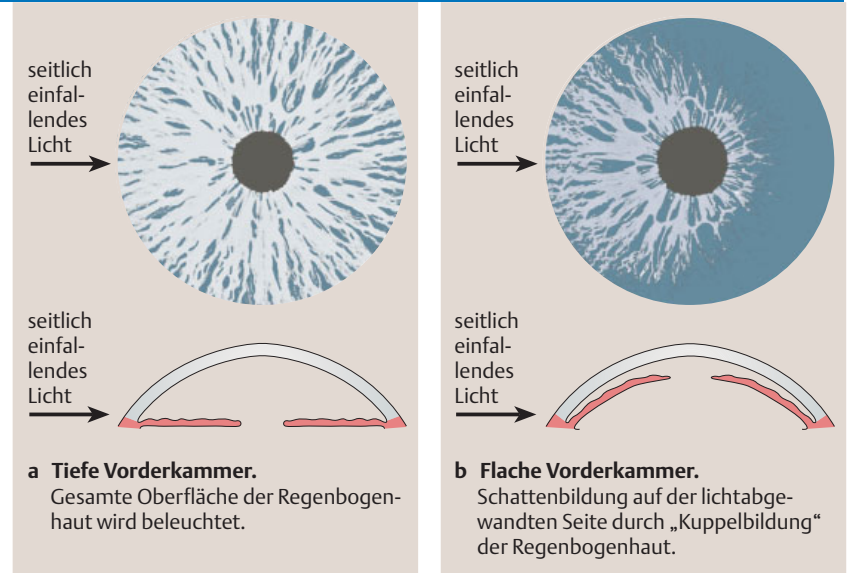 seitlich
einfal-
lendes
Licht
seitlich
einfal-
lendes
Licht
a Tiefe Vorderkammer.
Gesamte Oberfläche der Regenbogen-
haut wird beleuchtet.
seitlich
einfal-
lendes
Licht
seitlich
einfal-
lendes
Licht
b Flache Vorderkammer.
Schattenbildung auf der lichtabge-
wandten Seite durch „Kuppelbildung“
der Regenbogenhaut.